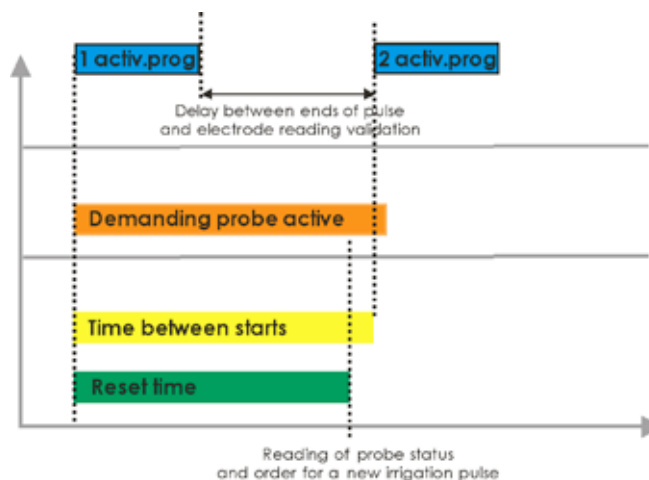 1 activ.prog
2 activ.prog
Delay between ends of pulse
and electrode reading validation
Demanding probe active
Time between starts
Reset time
Reading of probe status
and order for a new irrigation pulse